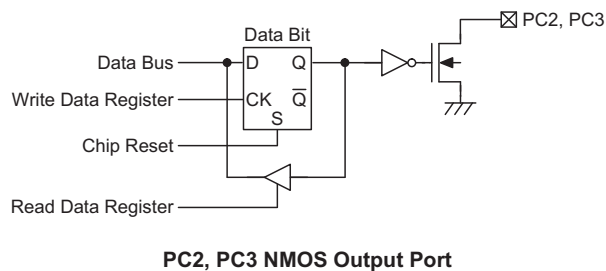 Data Bit
PC2, PC3
Data Bus
D Q
Write Data Register
CK Q̅
S
Chip Reset
Read Data Register
PC2, PC3 NMOS Output Port